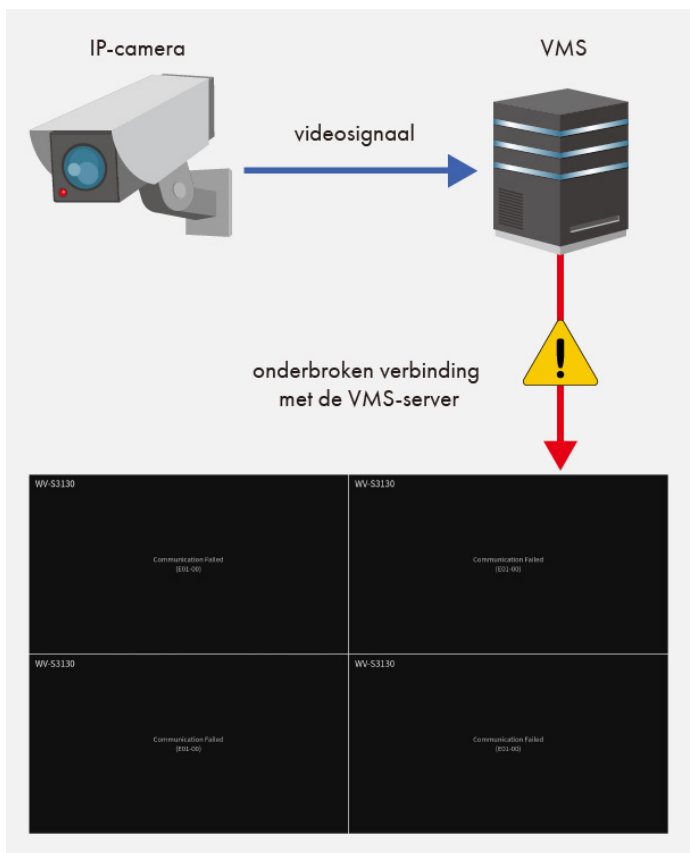 IP-camera
VMS
videosignaal
onderbroken verbinding
met de VMS-server
WV-S3130
WV-S3130
Communication Failed
(E01-00)
Communication Failed
(E01-00)
WV-S3130
WV-S3130
Communication Failed
(E01-00)
Communication Failed
(E01-00)